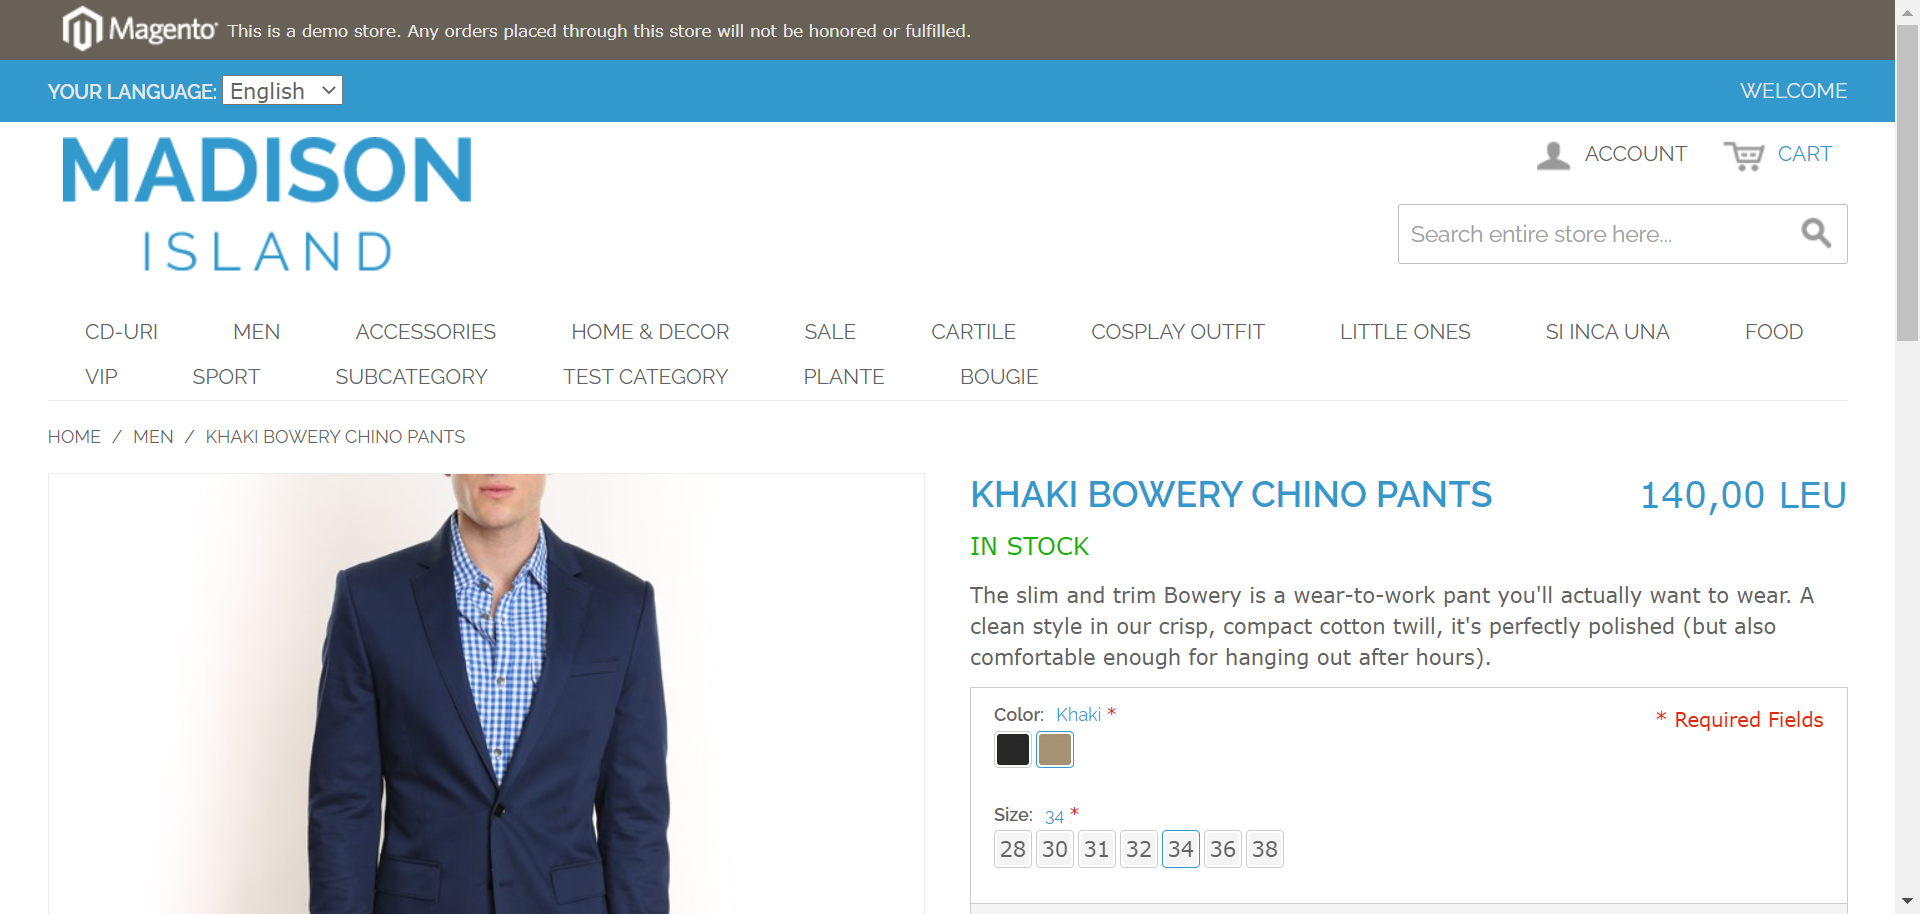 Magento® This is a demo store. Any orders placed through this store will not be honored or fulfilled.
YOUR LANGUAGE: English WELCOME
MADISON
ISLAND
ACCOUNT CART
Search entire store here...
CD-URI MEN ACCESSORIES HOME & DECOR SALE CARTILE COSPLAY OUTFIT LITTLE ONES SI INCA UNA FOOD
VIP SPORT SUBCATEGORY TEST CATEGORY PLANTE BOUGIE
HOME / MEN / KHAKI BOWERY CHINO PANTS
KHAKI BOWERY CHINO PANTS 140,00 LEU
IN STOCK
The slim and trim Bowery is a wear-to-work pant you'll actually want to wear. A
clean style in our crisp, compact cotton twill, it's perfectly polished (but also
comfortable enough for hanging out after hours).
Color: Khaki *
* Required Fields
Size: 34 *
28 30 31 32 34 36 38